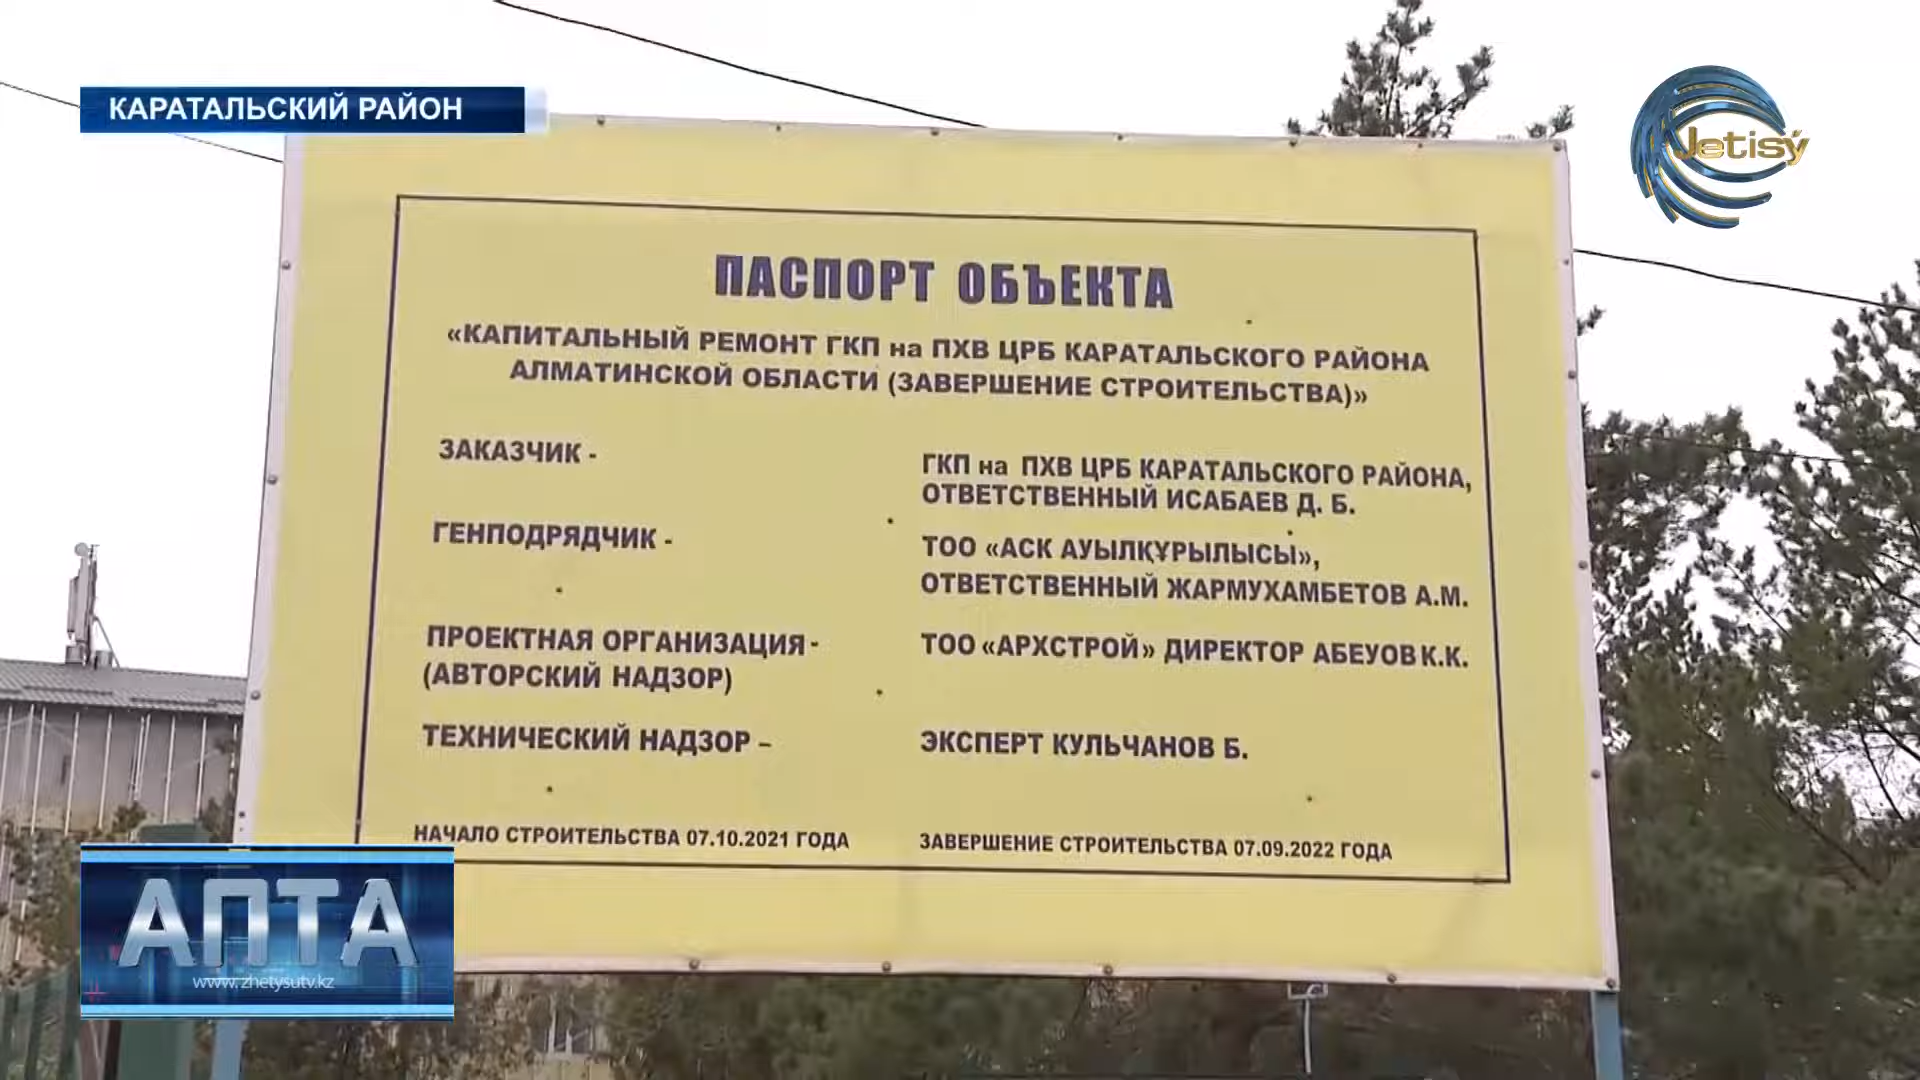 КАРАТАЛЬСКИЙ РАЙОН
Jetisý
ПАСПОРТ ОБЪЕКТА
«КАПИТАЛЬНЫЙ РЕМОНТ ГКП на ПХВ ЦРБ КАРАТАЛЬСКОГО РАЙОНА
АЛМАТИНСКОЙ ОБЛАСТИ (ЗАВЕРШЕНИЕ СТРОИТЕЛЬСТВА)»
ЗАКАЗЧИК -
ГКП на ПХВ ЦРБ КАРАТАЛЬСКОГО РАЙОНА,
ОТВЕТСТВЕННЫЙ ИСАБАЕВ Д. Б.
ГЕНПОДРЯДЧИК -
ТОО «АСК АУЫЛҚҰРЫЛЫСЫ»,
ОТВЕТСТВЕННЫЙ ЖАРМУХАМБЕТОВ А.М.
ПРОЕКТНАЯ ОРГАНИЗАЦИЯ -
(АВТОРСКИЙ НАДЗОР)
ТОО «АРХСТРОЙ» ДИРЕКТОР АБЕУОВ К.К.
ТЕХНИЧЕСКИЙ НАДЗОР –
ЭКСПЕРТ КУЛЬЧАНОВ Б.
НАЧАЛО СТРОИТЕЛЬСТВА 07.10.2021 ГОДА
ЗАВЕРШЕНИЕ СТРОИТЕЛЬСТВА 07.09.2022 ГОДА
АПТА
www.zhetysutv.kz